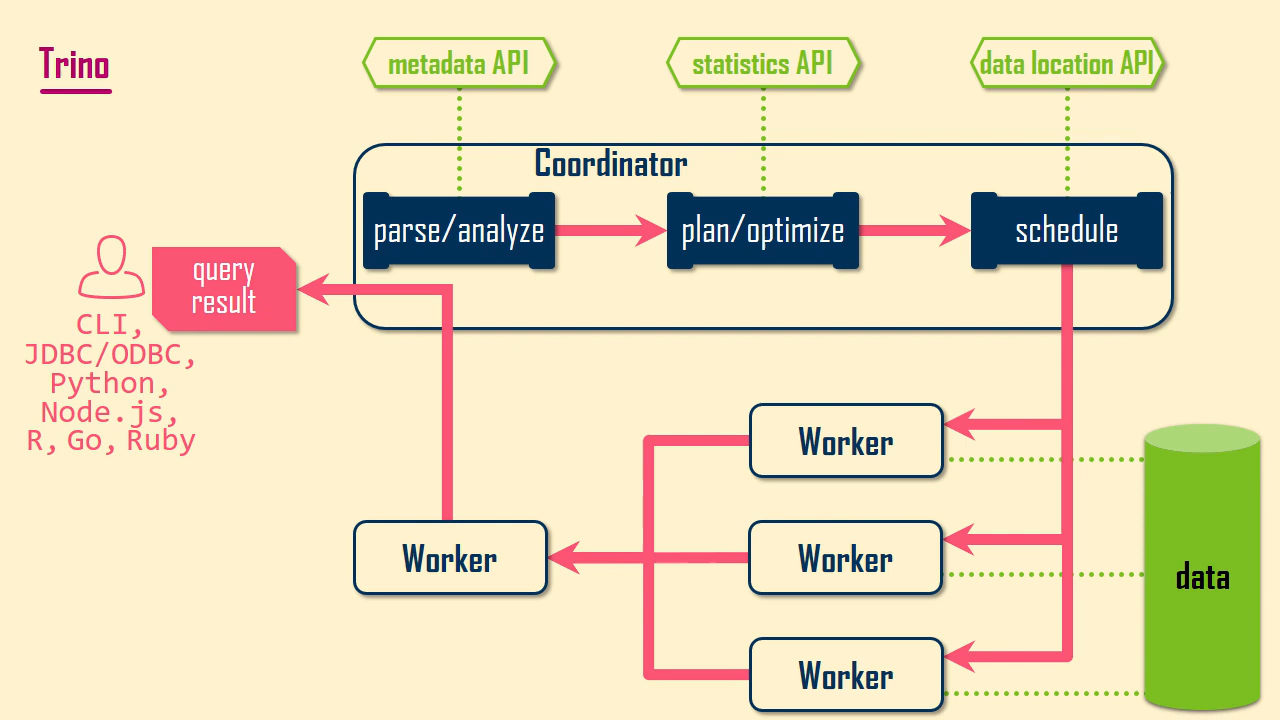 Trino
metadata API
statistics API
data location API
Coordinator
parse/analyze
plan/optimize
schedule
query
result
CLI,
JDBC/ODBC,
Python,
Node.js,
R, Go, Ruby
Worker
Worker
Worker
Worker
data